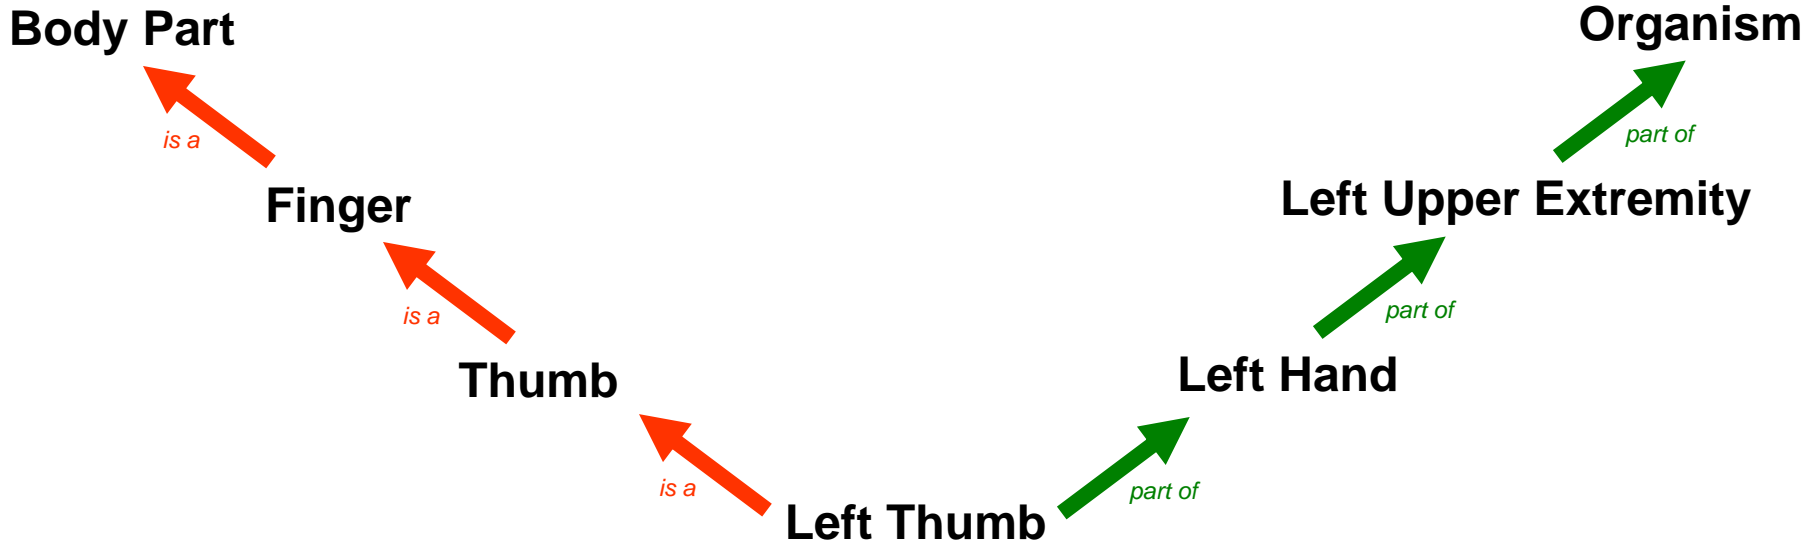 Body Part
Organism
is a
part of
Finger
Left Upper Extremity
is a
part of
Thumb
Left Hand
is a
part of
Left Thumb